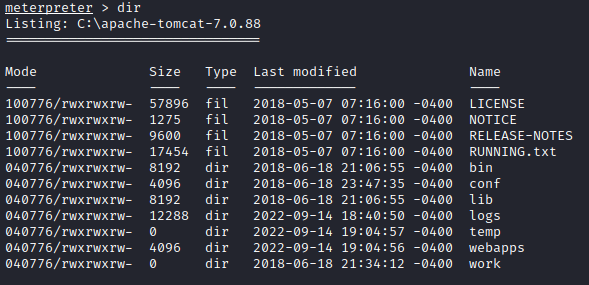 meterpreter > dir
Listing: C:\apache-tomcat-7.0.88
================================
Mode Size Type Last modified Name
---- ---- ---- ------------- ----
100776/rwxrwxrw- 57896 fil 2018-05-07 07:16:00 -0400 LICENSE
100776/rwxrwxrw- 1275 fil 2018-05-07 07:16:00 -0400 NOTICE
100776/rwxrwxrw- 9600 fil 2018-05-07 07:16:00 -0400 RELEASE-NOTES
100776/rwxrwxrw- 17454 fil 2018-05-07 07:16:00 -0400 RUNNING.txt
040776/rwxrwxrw- 8192 dir 2018-06-18 21:06:55 -0400 bin
040776/rwxrwxrw- 4096 dir 2018-06-18 23:47:35 -0400 conf
040776/rwxrwxrw- 8192 dir 2018-06-18 21:06:55 -0400 lib
040776/rwxrwxrw- 12288 dir 2022-09-14 18:40:50 -0400 logs
040776/rwxrwxrw- 0 dir 2022-09-14 19:04:57 -0400 temp
040776/rwxrwxrw- 4096 dir 2022-09-14 19:04:56 -0400 webapps
040776/rwxrwxrw- 0 dir 2018-06-18 21:34:12 -0400 work